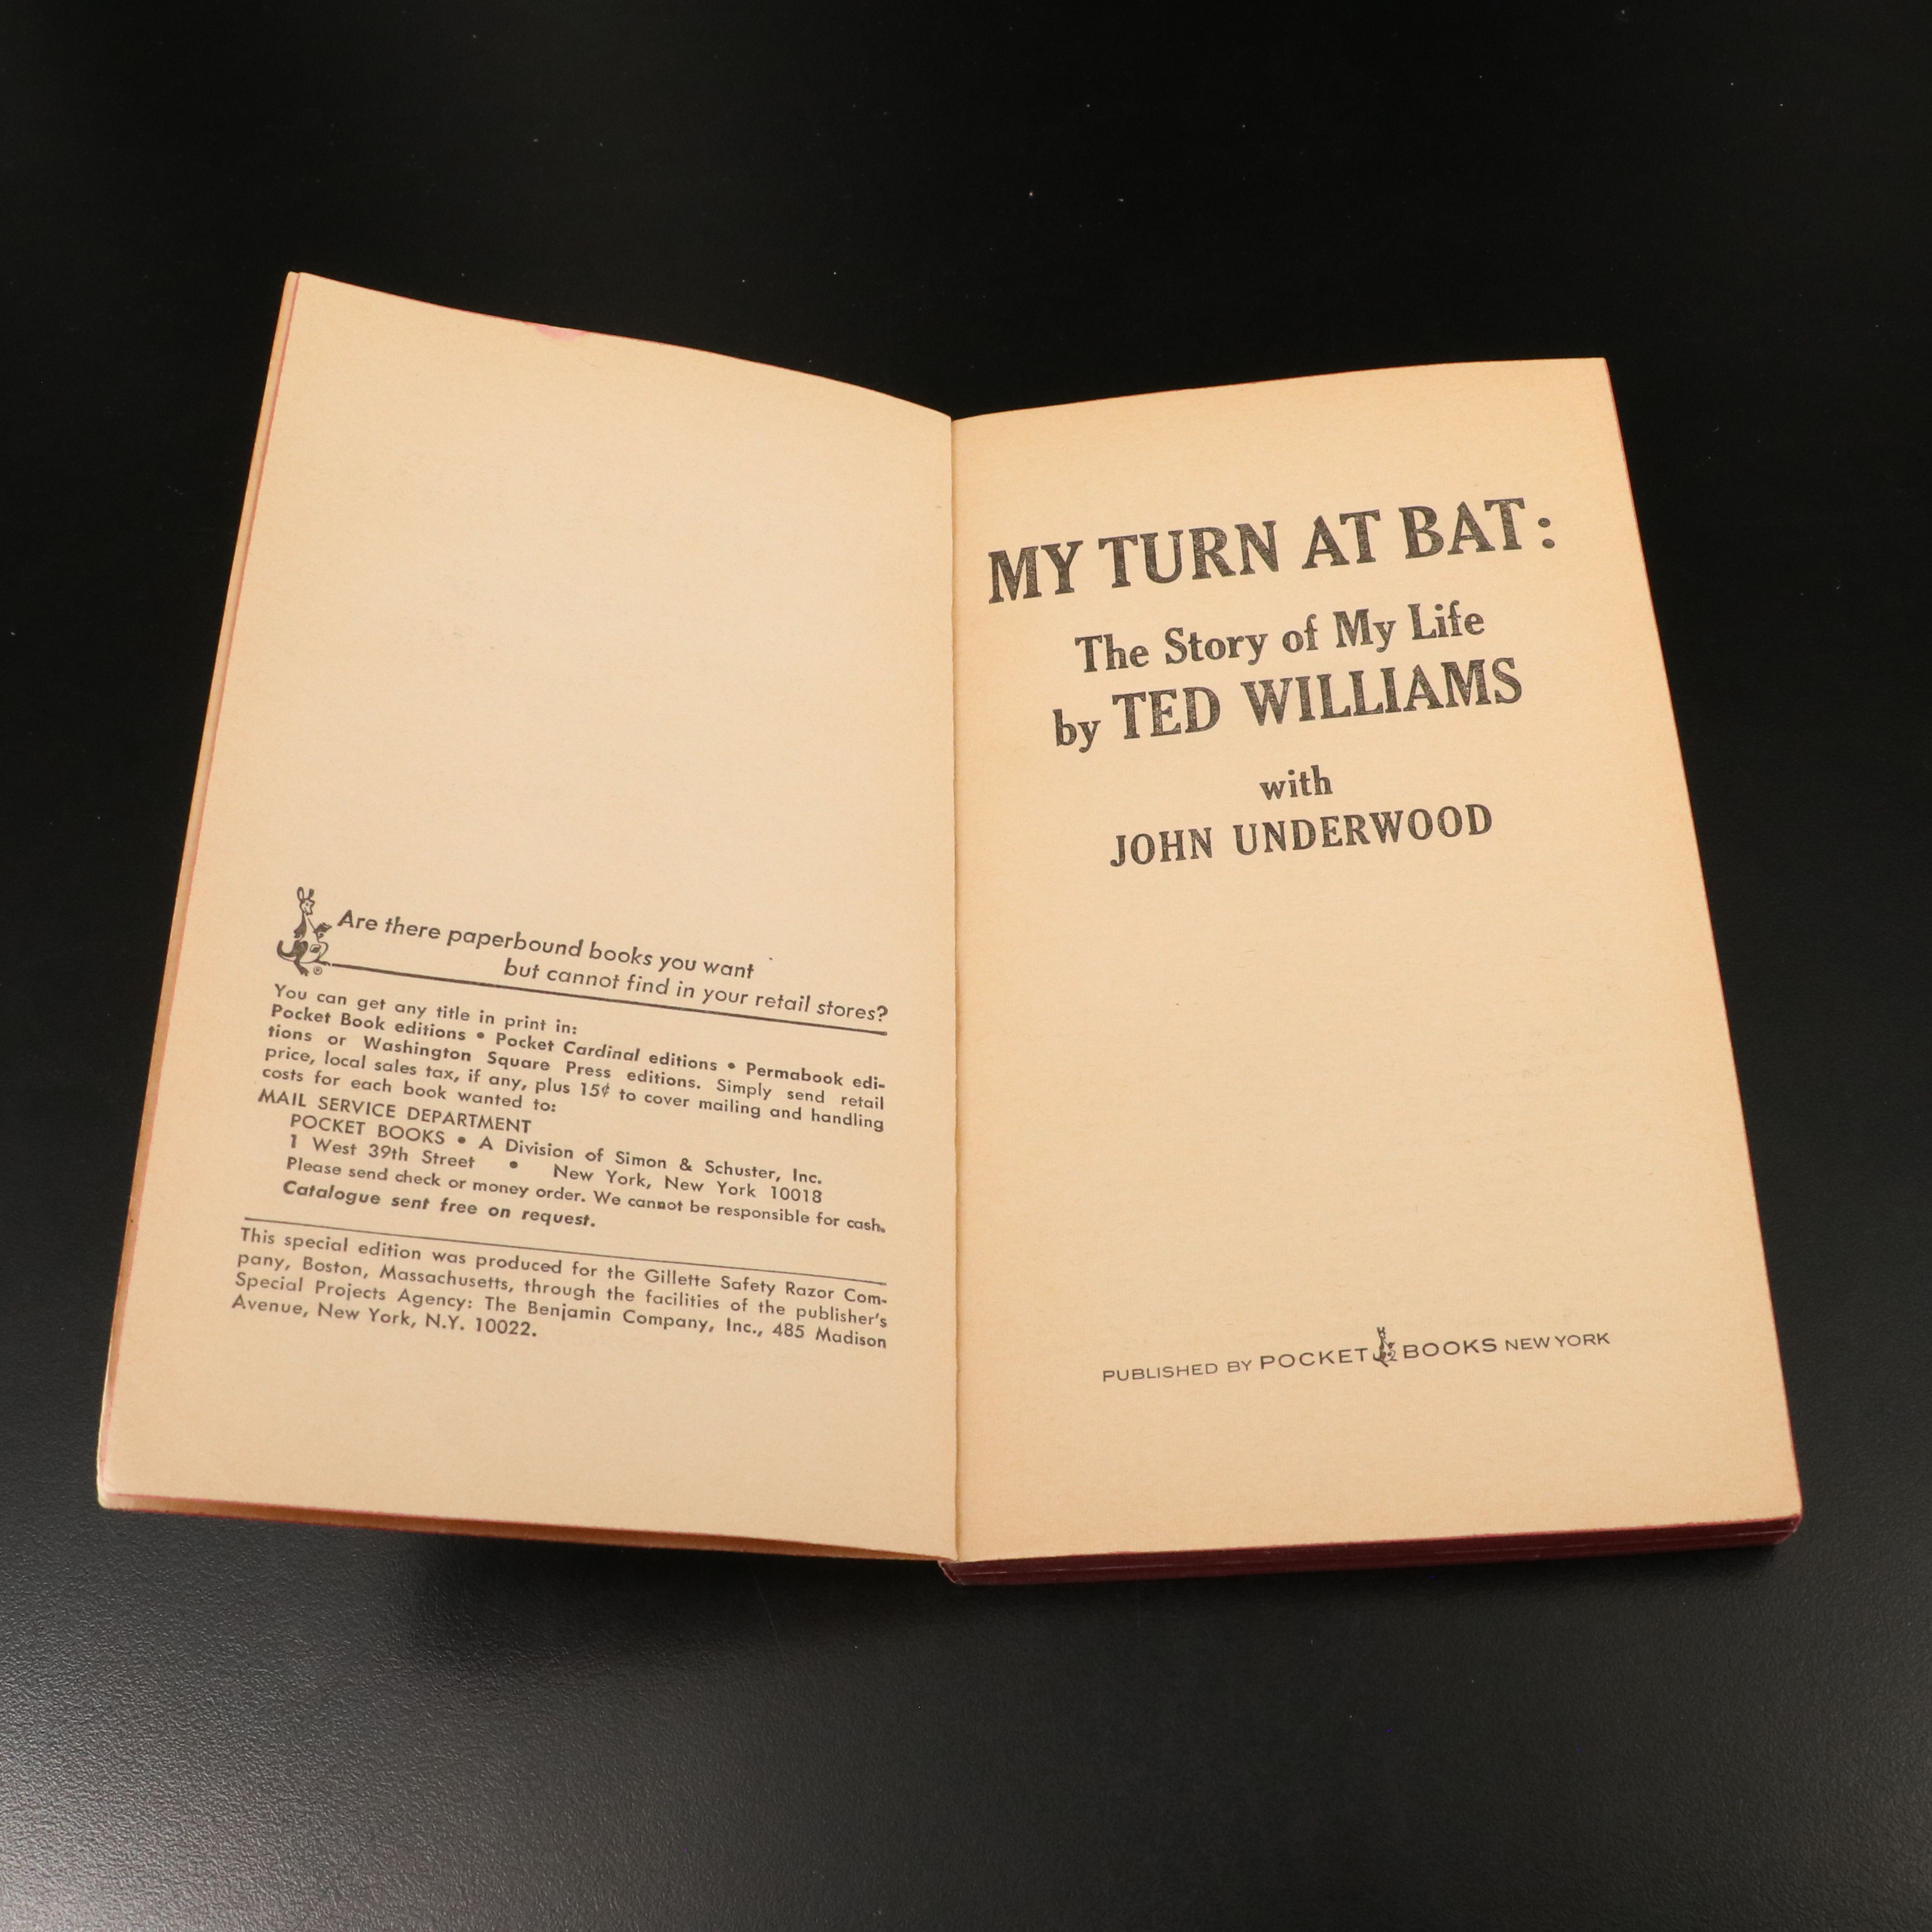 Are there paperbound books you want
but cannot find in your retail stores?
You can get any title in print in:
Pocket Book editions • Pocket Cardinal editions • Permabook edi-
tions or Washington Square Press editions. Simply send retail
price, local sales tax, if any, plus 15¢ to cover mailing and handling
costs for each book wanted to:
MAIL SERVICE DEPARTMENT
POCKET BOOKS • A Division of Simon & Schuster, Inc.
1 West 39th Street • New York, New York 10018
Please send check or money order. We cannot be responsible for cash.
Catalogue sent free on request.
This special edition was produced for the Gillette Safety Razor Com-
pany, Boston, Massachusetts, through the facilities of the publisher's
Special Projects Agency: The Benjamin Company, Inc., 485 Madison
Avenue, New York, N.Y. 10022.
MY TURN AT BAT:
The Story of My Life
by TED WILLIAMS
with
JOHN UNDERWOOD
PUBLISHED BY POCKET BOOKS NEW YORK